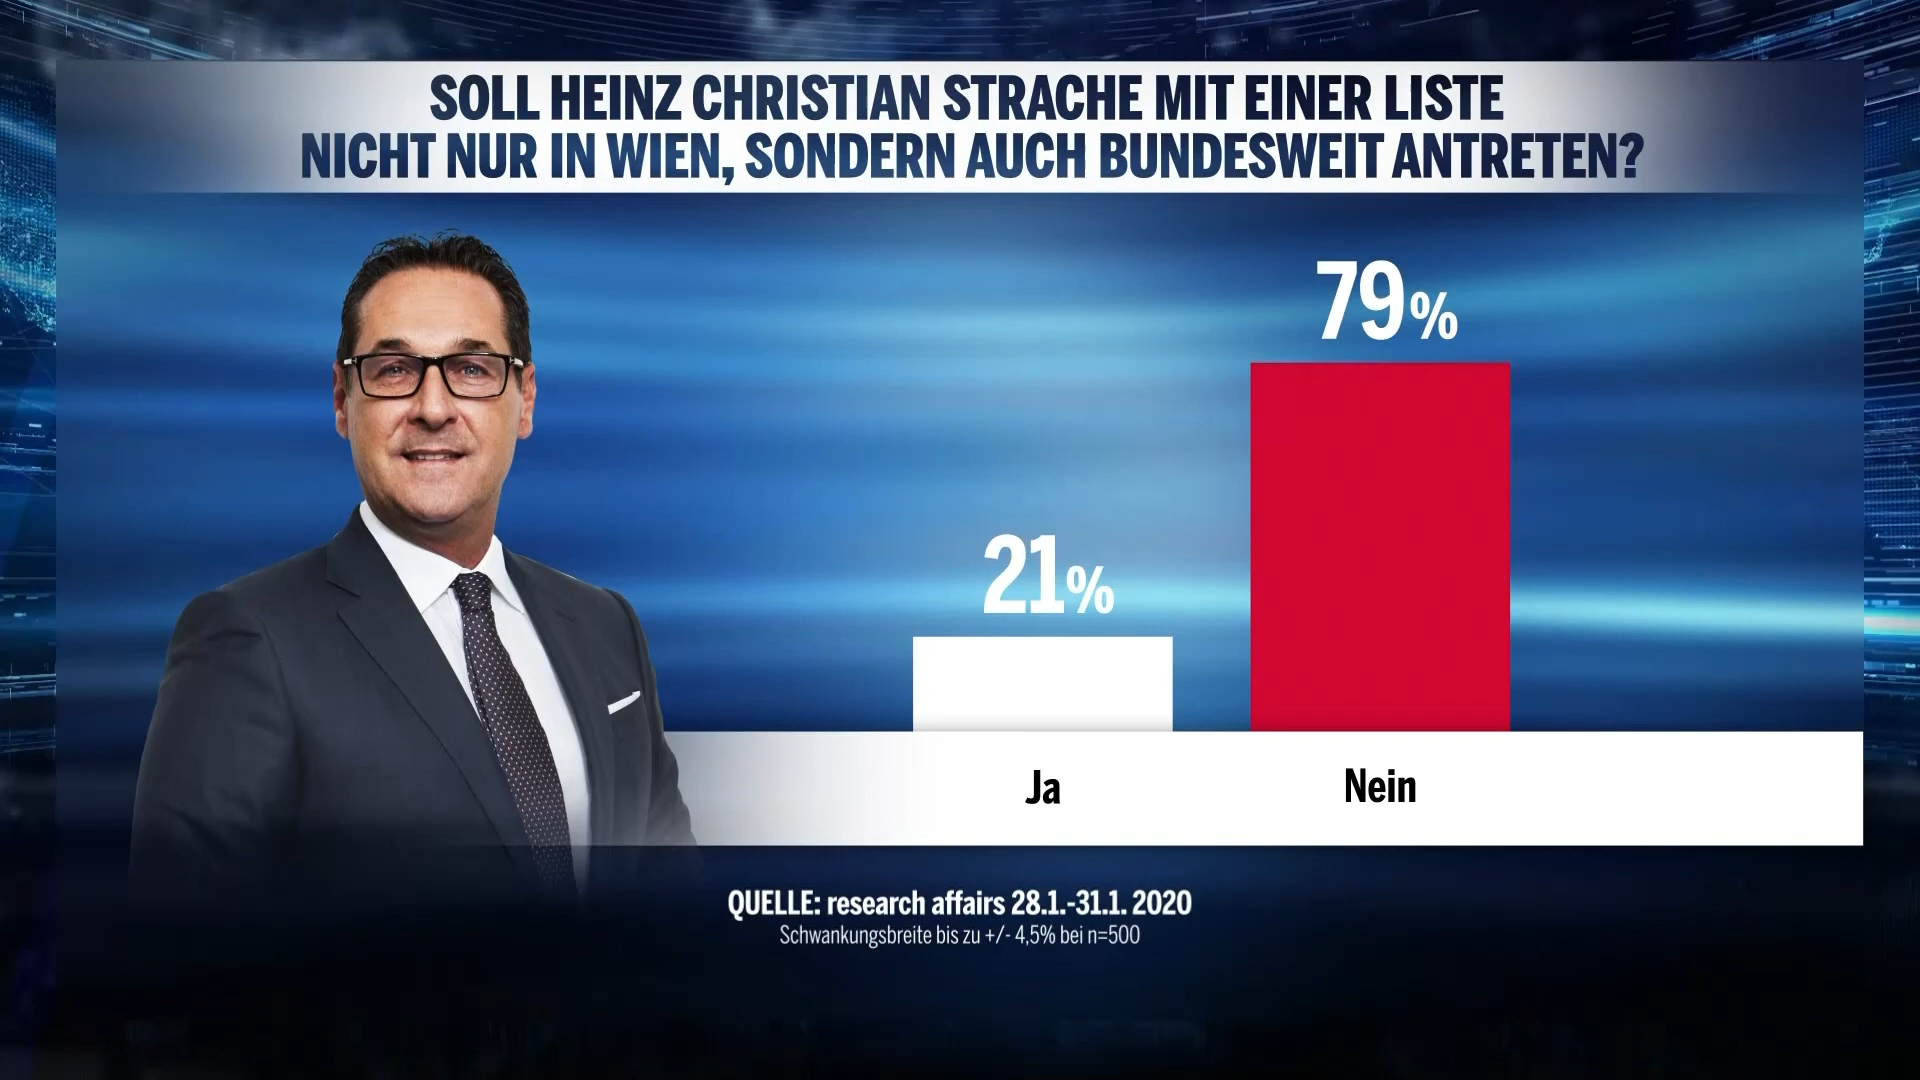 SOLL HEINZ CHRISTIAN STRACHE MIT EINER LISTE
NICHT NUR IN WIEN, SONDERN AUCH BUNDESWEIT ANTRETEN?
79%
21%
Ja
Nein
QUELLE: research affairs 28.1.-31.1. 2020
Schwankungsbreite bis zu +/- 4,5% bei n=500